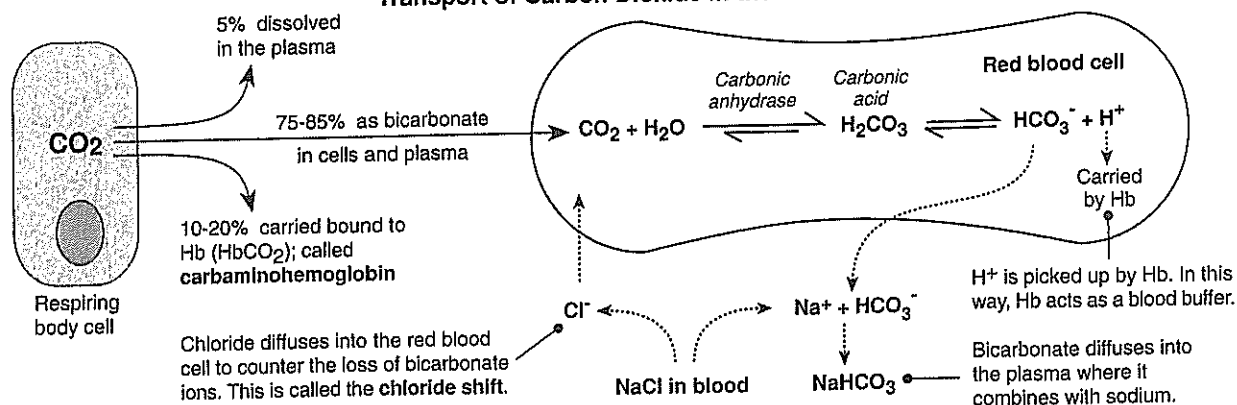 Transport of Carbon Dioxide in
5% dissolved
in the plasma
CO2
75-85% as bicarbonate
in cells and plasma
10-20% carried bound to
Hb (HbCO2); called
carbaminohemoglobin
Respiring
body cell
Red blood cell
Carbonic
anhydrase
Carbonic
acid
CO2 + H2O
H2CO3
HCO3- + H+
Carried
by Hb
H+ is picked up by Hb. In this
way, Hb acts as a blood buffer.
Cl-
Na+ + HCO3-
Chloride diffuses into the red blood
cell to counter the loss of bicarbonate
ions. This is called the chloride shift.
NaCl in blood
NaHCO3
Bicarbonate diffuses into
the plasma where it
combines with sodium.